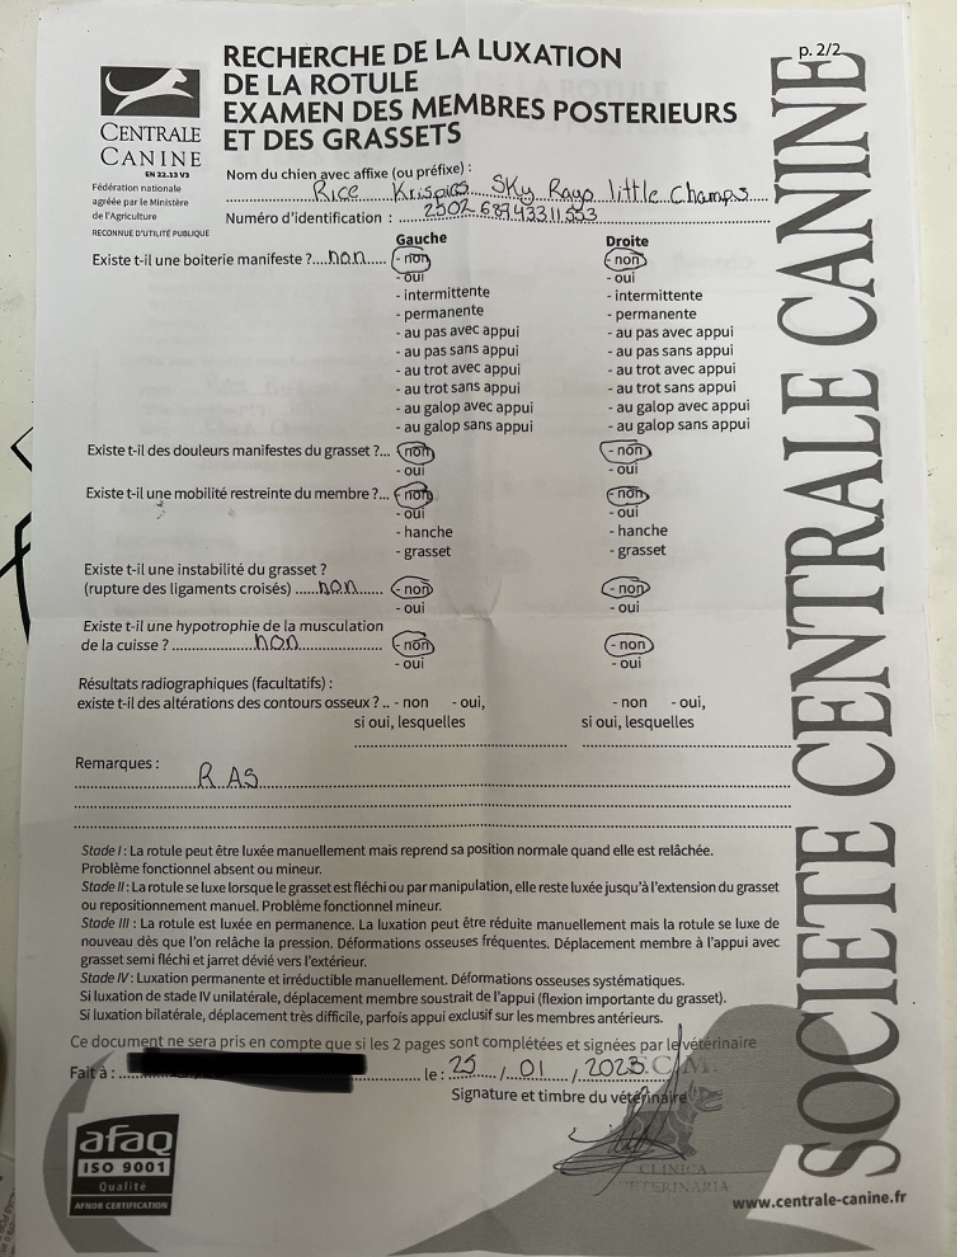 p. 2/2
RECHERCHE DE LA LUXATION
DE LA ROTULE
EXAMEN DES MEMBRES POSTERIEURS
ET DES GRASSETS
CENTRALE
CANINE
EN 22.13 V3
Fédération nationale
agréée par le Ministère
de l'Agriculture
RECONNUE D'UTILITÉ PUBLIQUE
Nom du chien avec affixe (ou préfixe) :
Rice Krispies Sky Rays little Champs
Numéro d'identification :
Gauche Droite
Existe t-il une boiterie manifeste ?....non..... - non - non
- oui - oui
- intermittente - intermittente
- permanente - permanente
- au pas avec appui - au pas avec appui
- au pas sans appui - au pas sans appui
- au trot avec appui - au trot avec appui
- au trot sans appui - au trot sans appui
- au galop avec appui - au galop avec appui
- au galop sans appui - au galop sans appui
Existe t-il des douleurs manifestes du grasset ?... - non - non
- oui - oui
Existe t-il une mobilité restreinte du membre ?... - non - non
- oui - oui
- hanche - hanche
- grasset - grasset
Existe t-il une instabilité du grasset ?
(rupture des ligaments croisés) ......non....... - non - non
- oui - oui
Existe t-il une hypotrophie de la musculation
de la cuisse ? .....................non..................... - non - non
- oui - oui
Résultats radiographiques (facultatifs) :
existe t-il des altérations des contours osseux ? .. - non - oui, - non - oui,
si oui, lesquelles si oui, lesquelles
Remarques :
RAS
Stade I : La rotule peut être luxée manuellement mais reprend sa position normale quand elle est relâchée.
Problème fonctionnel absent ou mineur.
Stade II : La rotule se luxe lorsque le grasset est fléchi ou par manipulation, elle reste luxée jusqu'à l'extension du grasset
ou repositionnement manuel. Problème fonctionnel mineur.
Stade III : La rotule est luxée en permanence. La luxation peut être réduite manuellement mais la rotule se luxe de
nouveau dès que l'on relâche la pression. Déformations osseuses fréquentes. Déplacement membre à l'appui avec
grasset semi fléchi et jarret dévié vers l'extérieur.
Stade IV : Luxation permanente et irréductible manuellement. Déformations osseuses systématiques.
Si luxation de stade IV unilatérale, déplacement membre soustrait de l'appui (flexion importante du grasset).
Si luxation bilatérale, déplacement très difficile, parfois appui exclusif sur les membres antérieurs.
Ce document ne sera pris en compte que si les 2 pages sont complétées et signées par le vétérinaire
Fait à : le : 25 / 01 / 2023
Signature et timbre du vétérinaire
CLINICA
VETERINARIA
afaq
ISO 9001
Qualité
AFNOR CERTIFICATION
www.centrale-canine.fr
SOCIETE CENTRALE CANINE